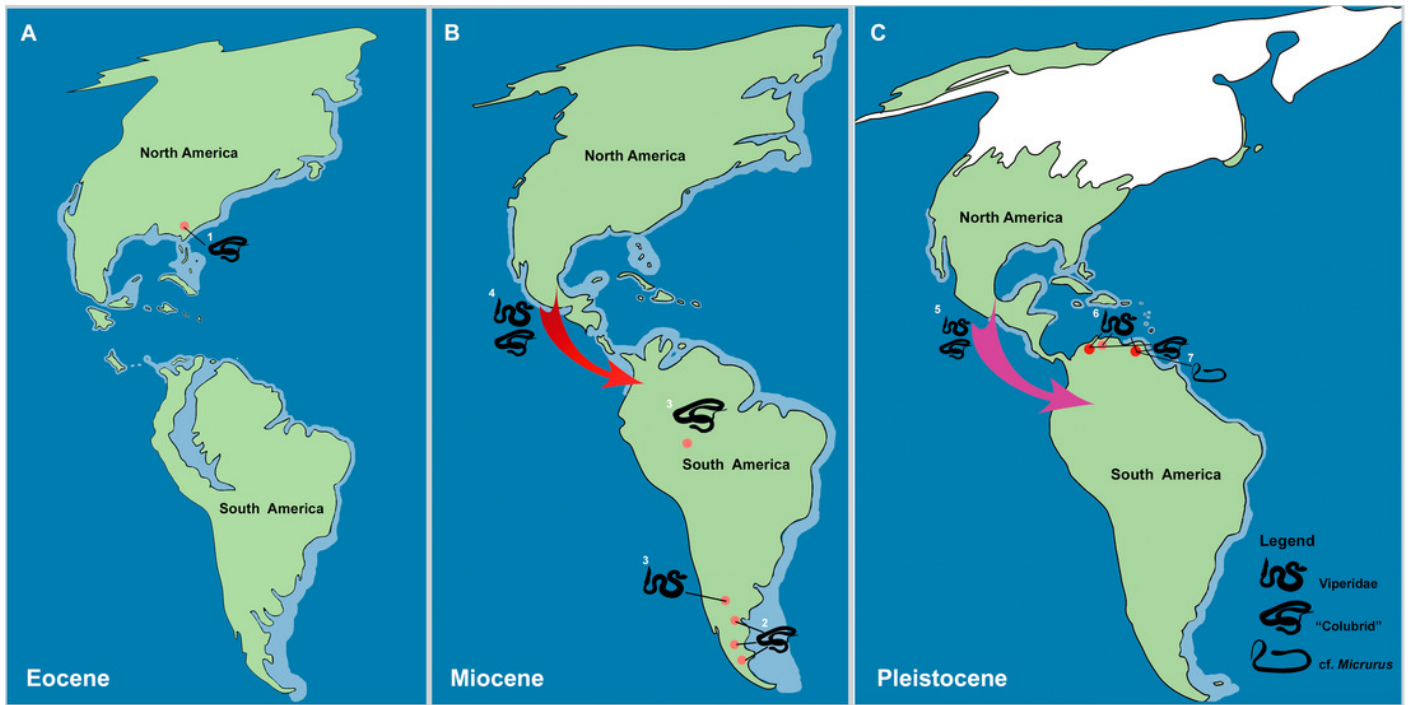 A
North America
1
South America
Eocene
B
North America
4
3
South America
3
2
Miocene
C
North America
5
6
7
South America
Legend
Viperidae
“Colubrid”
cf. Micrurus
Pleistocene